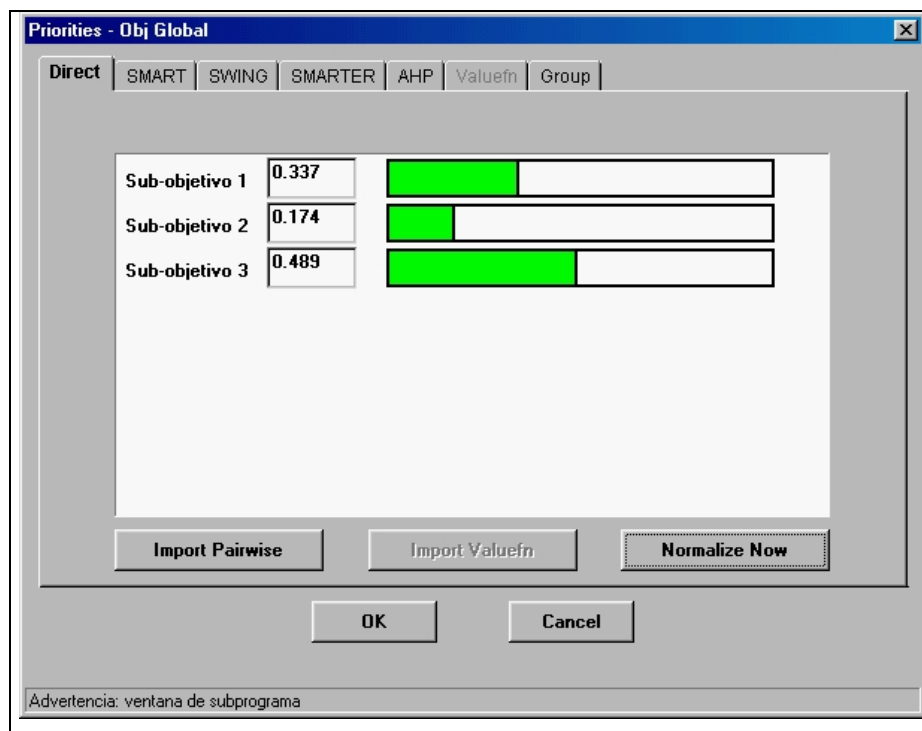 Priorities - Obj Global
Direct SMART SWING SMARTER AHP Valuefn Group
Sub-objetivo 1 0.337
Sub-objetivo 2 0.174
Sub-objetivo 3 0.489
Import Pairwise Import Valuefn Normalize Now
OK Cancel
Advertencia: ventana de subprograma